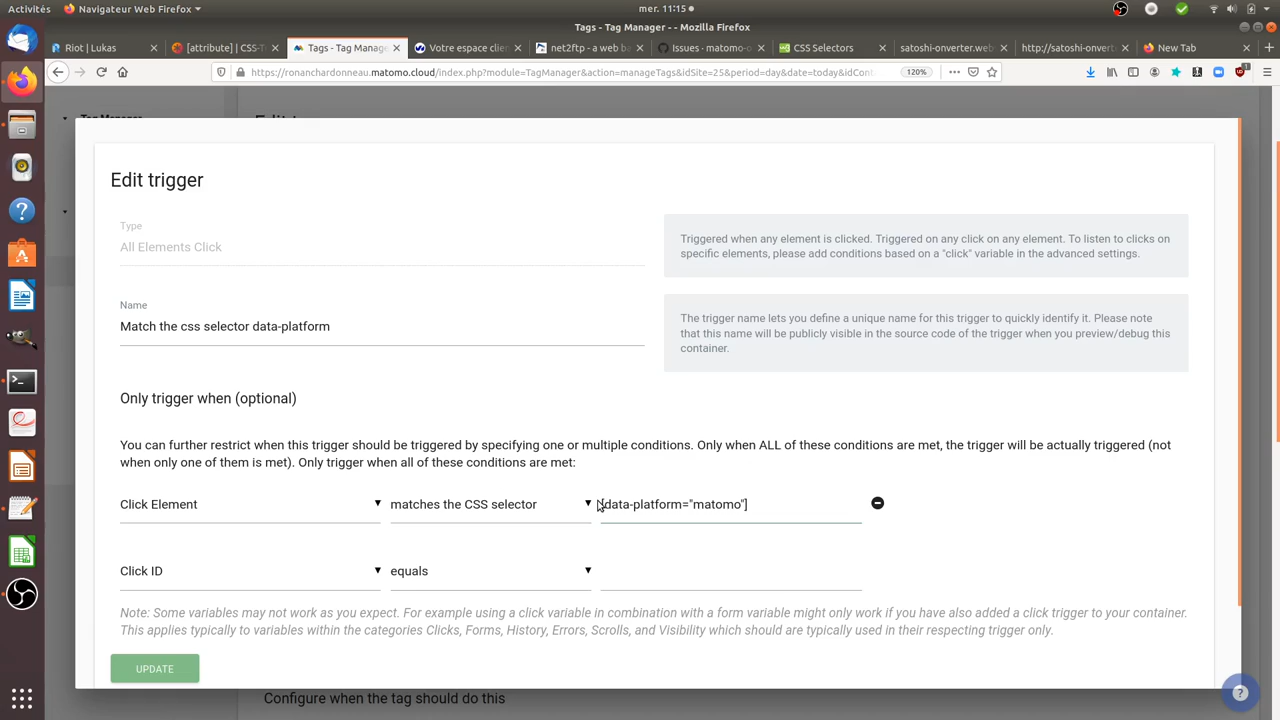 Activités
Navigateur Web Firefox
mer. 11:15
Tags - Tag Manager - - Mozilla Firefox
Riot | Lukas
[attribute] | CSS-T
Tags - Tag Manage
Votre espace clie
net2ftp - a web ba
Issues · matomo-o
CSS Selectors
satoshi-onverter.web
http://satoshi-onvert
New Tab
https://ronanchardonneau.matomo.cloud/index.php?module=TagManager&action=manageTags&idSite=25&period=day&date=today&idCont
120%
Tag Manager
Edit trigger
Type
All Elements Click
Triggered when any element is clicked. Triggered on any click on any element. To listen to clicks on
specific elements, please add conditions based on a "click" variable in the advanced settings.
Name
Match the css selector data-platform
The trigger name lets you define a unique name for this trigger to quickly identify it. Please note
that this name will be publicly visible in the source code of the trigger when you preview/debug this
container.
Only trigger when (optional)
You can further restrict when this trigger should be triggered by specifying one or multiple conditions. Only when ALL of these conditions are met, the trigger will be actually triggered (not
when only one of them is met). Only trigger when all of these conditions are met:
Click Element
matches the CSS selector
[data-platform="matomo"]
Click ID
equals
Note: Some variables may not work as you expect. For example using a click variable in combination with a form variable might only work if you have also added a click trigger to your container.
This applies typically to variables within the categories Clicks, Forms, History, Errors, Scrolls, and Visibility which should are typically used in their respecting trigger only.
UPDATE
Configure when the tag should do this